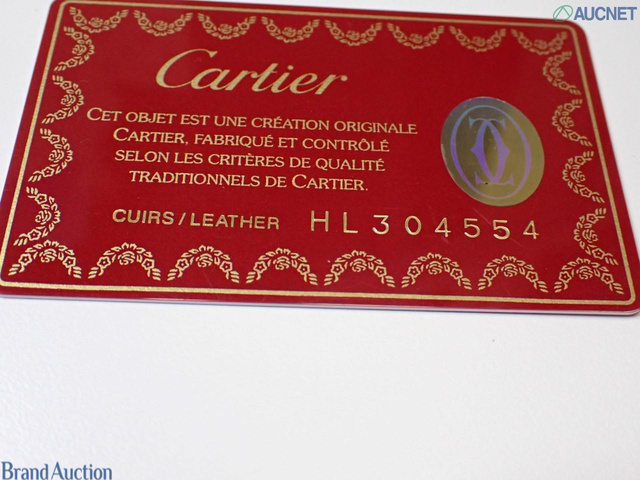 AUCNET
Cartier
CET OBJET EST UNE CRÉATION ORIGINALE
CARTIER, FABRIQUÉ ET CONTRÔLÉ
SELON LES CRITÈRES DE QUALITÉ
TRADITIONNELS DE CARTIER.
CUIRS/LEATHER HL304554
Brand Auction